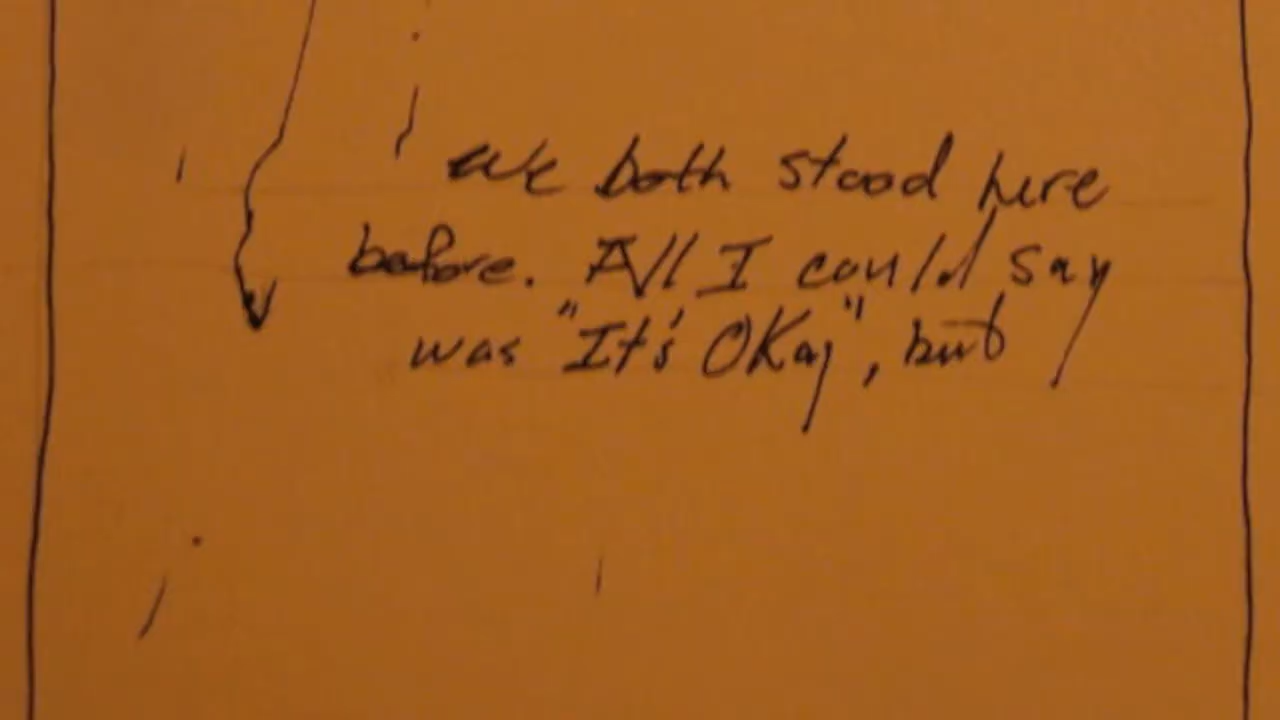 We both stood here
before. All I could say
was "It's OKay", but